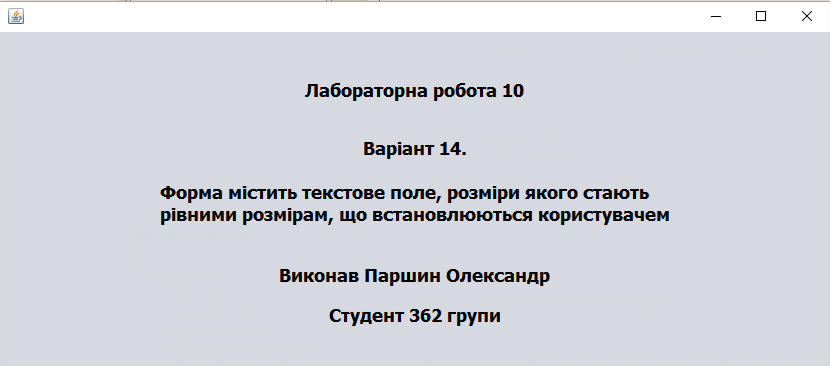 Лабораторна робота 10
Варіант 14.
Форма містить текстове поле, розміри якого стають
рівними розмірам, що встановлюються користувачем
Виконав Паршин Олександр
Студент 362 групи